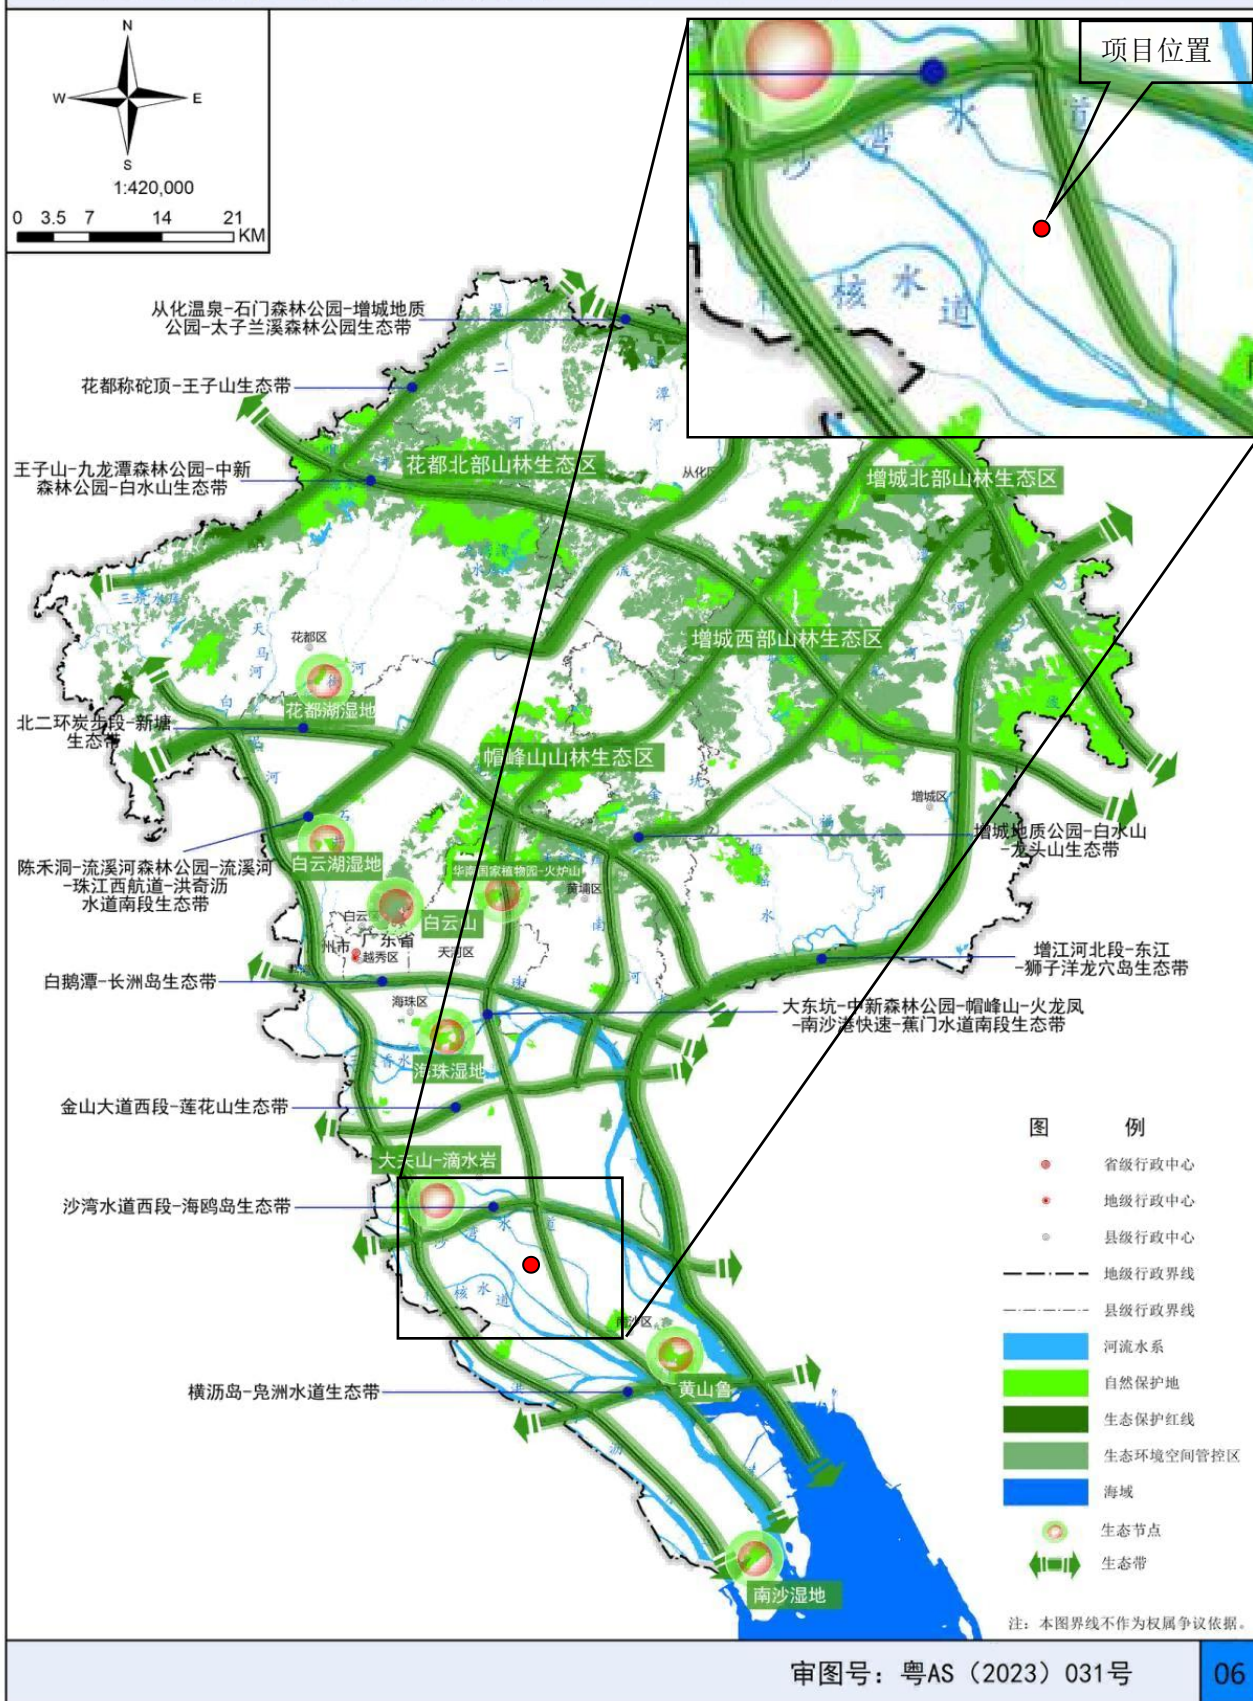 N
W
E
S
1:420,000
0 3.5 7 14 21
KM
项目位置
沙
湾
水
道
核
水
道
从化温泉-石门森林公园-增城地质
公园-太子兰溪森林公园生态带
花都称砣顶-王子山生态带
王子山-九龙潭森林公园-中新
森林公园-白水山生态带
花都北部山林生态区
增城北部山林生态区
增城西部山林生态区
花都区
花都湖湿地
北二环炭步段-新塘
生态带
帽峰山山林生态区
增城区
增城地质公园-白水山
-龙头山生态带
陈禾洞-流溪河森林公园-流溪河
-珠江西航道-洪奇沥
水道南段生态带
白云湖湿地
华南国家植物园-火炉山
黄埔区
白云山
天河区
广东省
州市
越秀区
增江河北段-东江
-狮子洋龙穴岛生态带
白鹅潭-长洲岛生态带
海珠区
大东坑-中新森林公园-帽峰山-火龙凤
-南沙港快速-蕉门水道南段生态带
海珠湿地
金山大道西段-莲花山生态带
大夫山-滴水岩
沙湾水道西段-海鸥岛生态带
沙
湾
水
道
核
水
道
黄山鲁
横沥岛-凫洲水道生态带
南沙湿地
图 例
省级行政中心
地级行政中心
县级行政中心
地级行政界线
县级行政界线
河流水系
自然保护地
生态保护红线
生态环境空间管控区
海域
生态节点
生态带
注：本图界线不作为权属争议依据。
审图号：粤AS（2023）031号
06